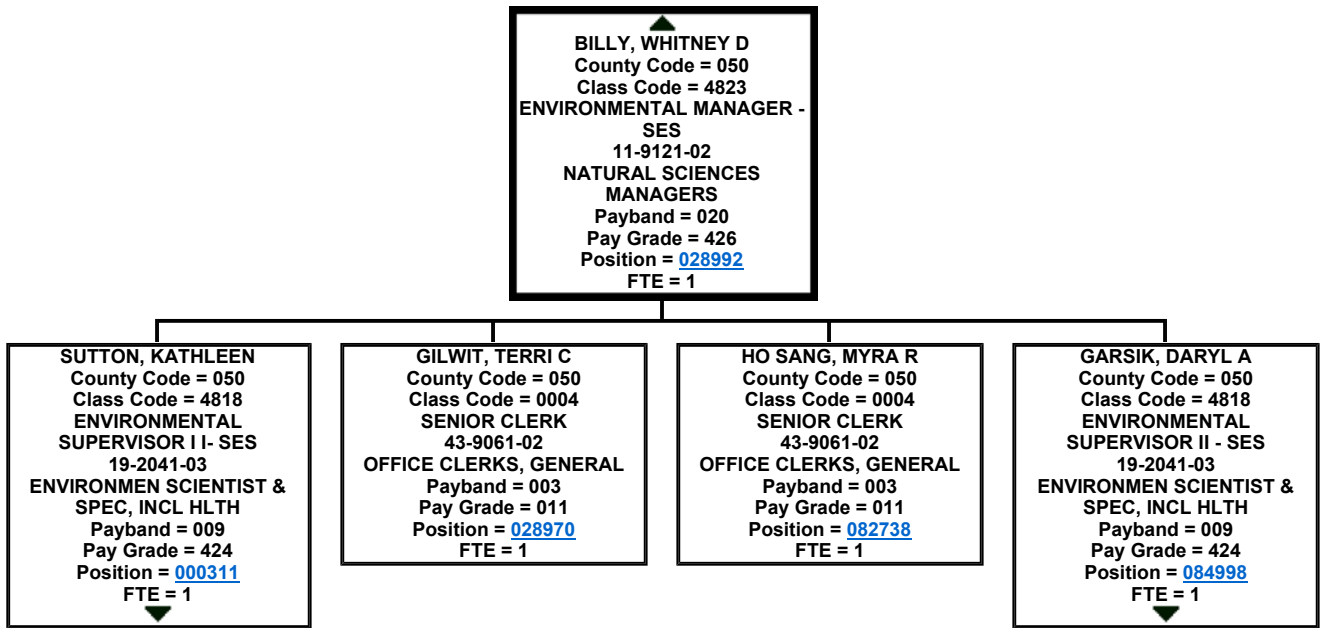 BILLY, WHITNEY D
County Code = 050
Class Code = 4823
ENVIRONMENTAL MANAGER -
SES
11-9121-02
NATURAL SCIENCES
MANAGERS
Payband = 020
Pay Grade = 426
Position = 028992
FTE = 1
SUTTON, KATHLEEN
County Code = 050
Class Code = 4818
ENVIRONMENTAL
SUPERVISOR I I- SES
19-2041-03
ENVIRONMEN SCIENTIST &
SPEC, INCL HLTH
Payband = 009
Pay Grade = 424
Position = 000311
FTE = 1
GILWIT, TERRI C
County Code = 050
Class Code = 0004
SENIOR CLERK
43-9061-02
OFFICE CLERKS, GENERAL
Payband = 003
Pay Grade = 011
Position = 028970
FTE = 1
HO SANG, MYRA R
County Code = 050
Class Code = 0004
SENIOR CLERK
43-9061-02
OFFICE CLERKS, GENERAL
Payband = 003
Pay Grade = 011
Position = 082738
FTE = 1
GARSIK, DARYL A
County Code = 050
Class Code = 4818
ENVIRONMENTAL
SUPERVISOR II - SES
19-2041-03
ENVIRONMEN SCIENTIST &
SPEC, INCL HLTH
Payband = 009
Pay Grade = 424
Position = 084998
FTE = 1